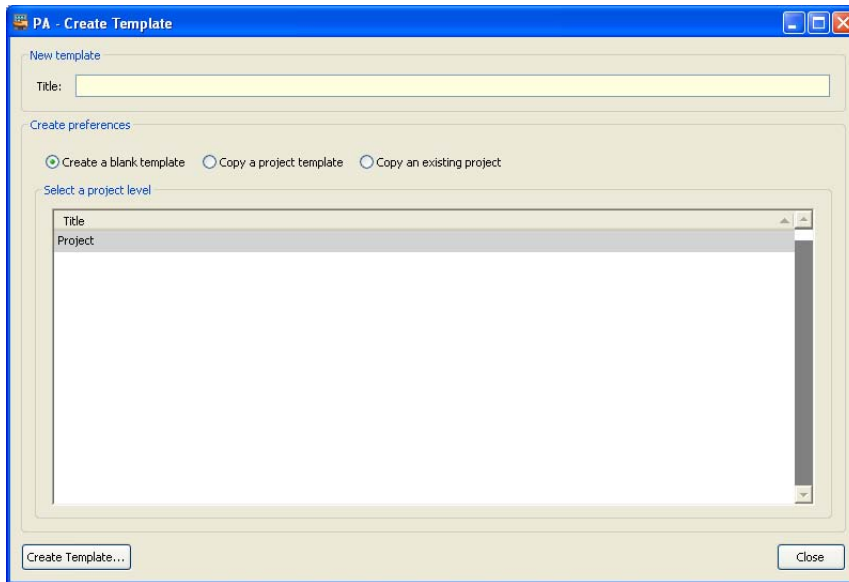 PA - Create Template
New template
Title:
Create preferences
Create a blank template Copy a project template Copy an existing project
Select a project level
Title
Project
Create Template... Close